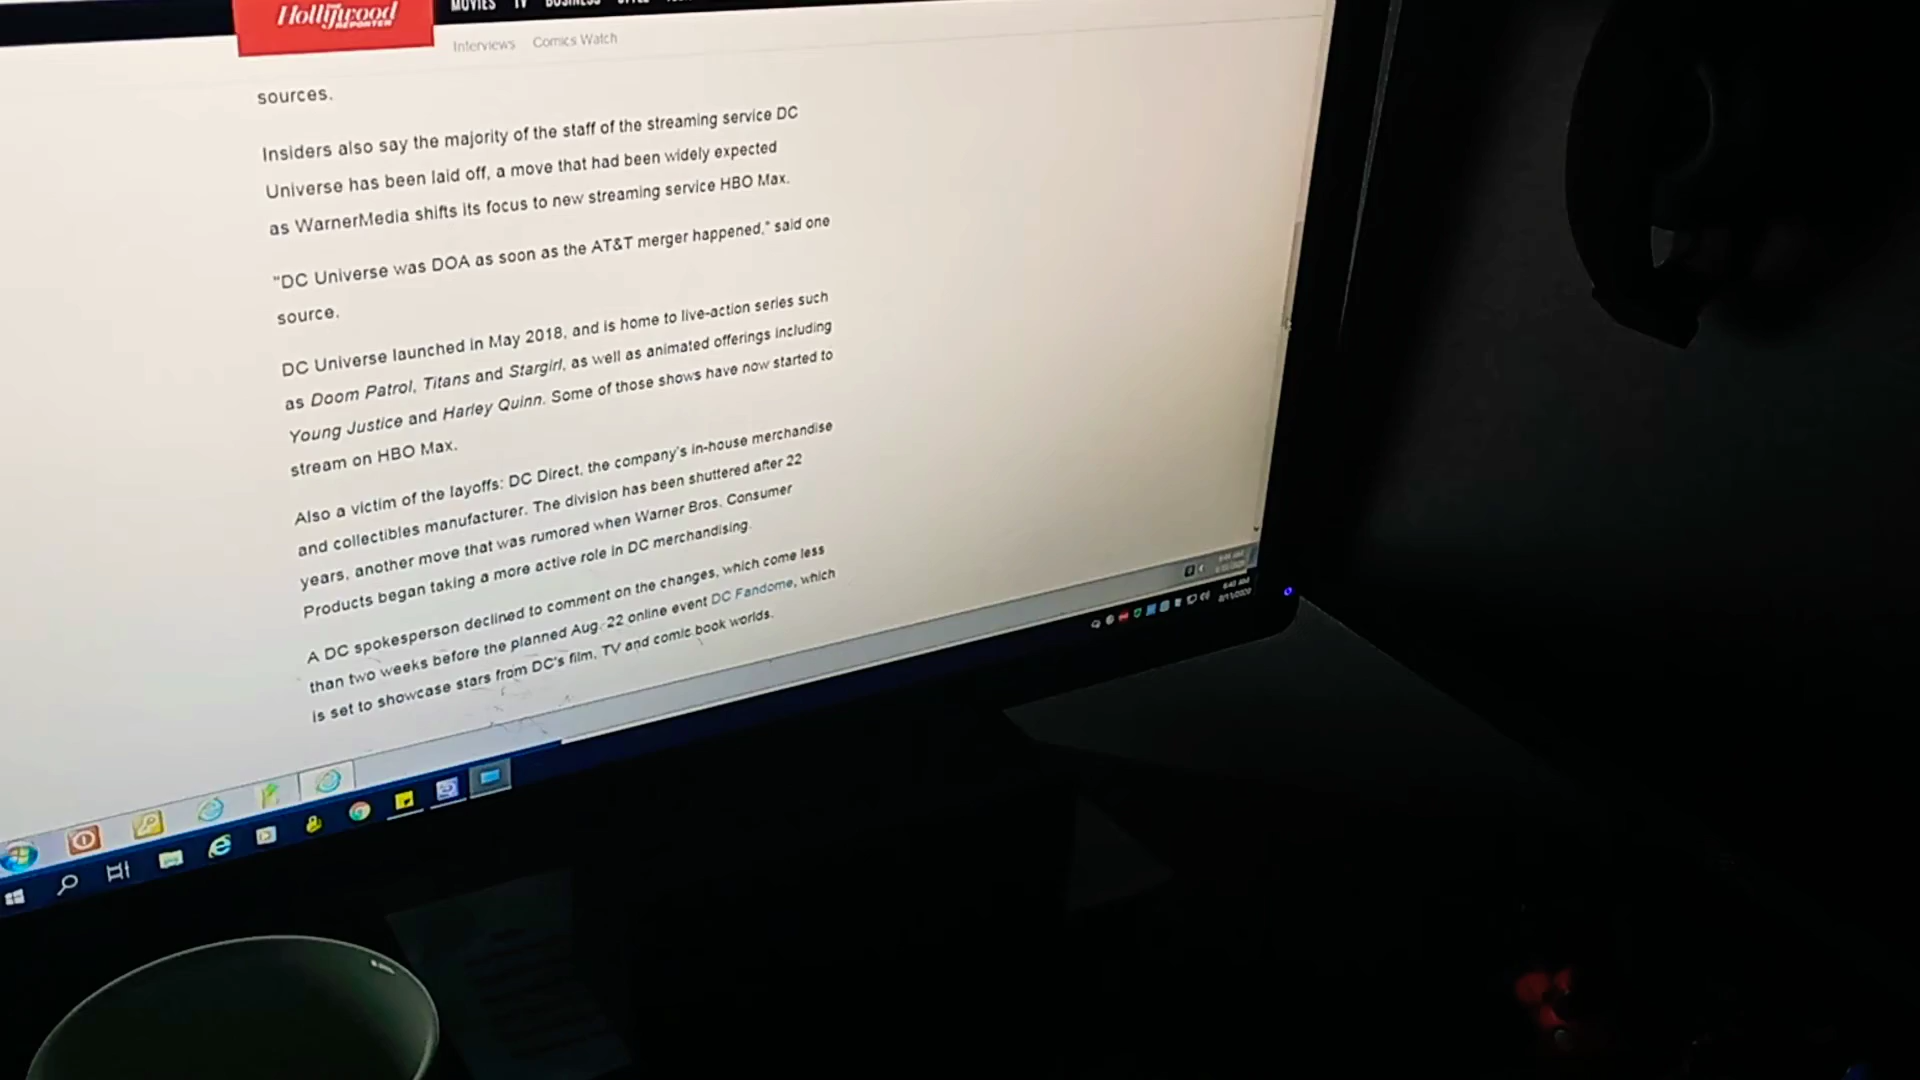 Hollywood
REPORTER
MOVIES TV BUSINESS STYLE
Interviews Comics Watch
sources.
Insiders also say the majority of the staff of the streaming service DC
Universe has been laid off, a move that had been widely expected
as WarnerMedia shifts its focus to new streaming service HBO Max.
"DC Universe was DOA as soon as the AT&T merger happened," said one
source.
DC Universe launched in May 2018, and is home to live-action series such
as Doom Patrol, Titans and Stargirl, as well as animated offerings including
Young Justice and Harley Quinn. Some of those shows have now started to
stream on HBO Max.
Also a victim of the layoffs: DC Direct, the company's in-house merchandise
and collectibles manufacturer. The division has been shuttered after 22
years, another move that was rumored when Warner Bros. Consumer
Products began taking a more active role in DC merchandising.
A DC spokesperson declined to comment on the changes, which come less
than two weeks before the planned Aug. 22 online event DC Fandome, which
is set to showcase stars from DC's film, TV and comic book worlds.